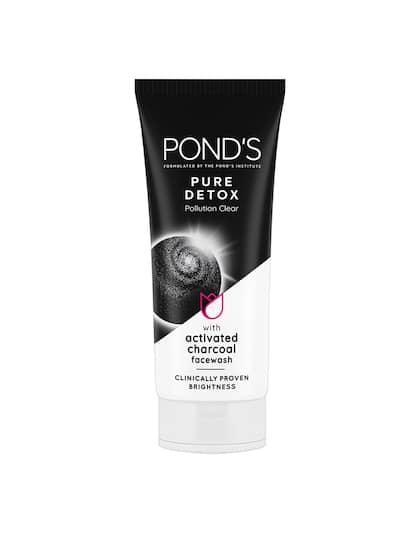 POND'S
FORMULATED BY THE POND'S INSTITUTE
PURE
DETOX
Pollution Clear
with
activated
charcoal
facewash
CLINICALLY PROVEN
BRIGHTNESS